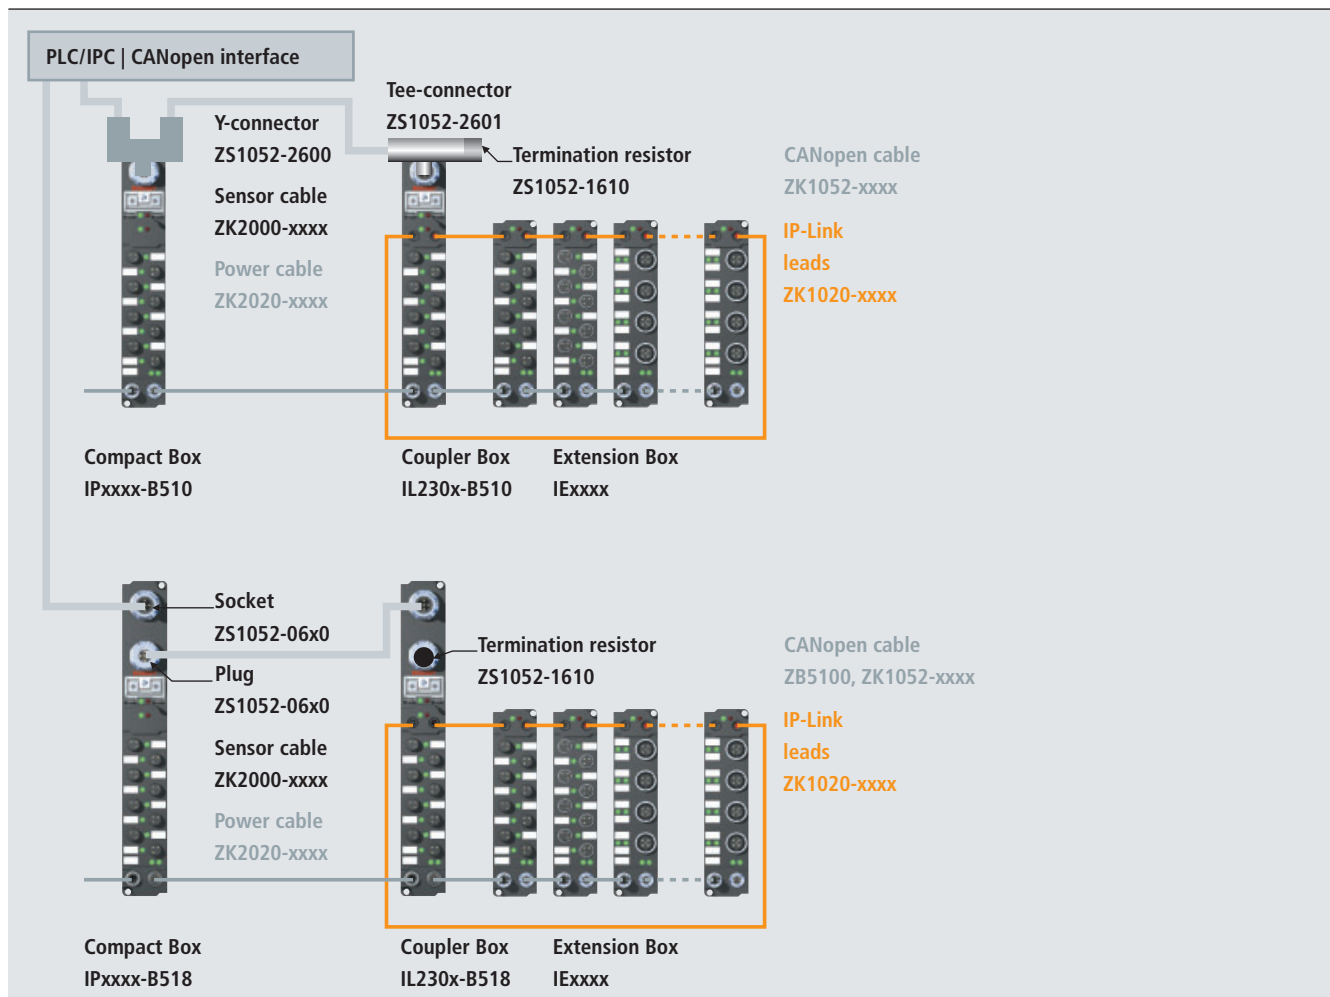 PLC/IPC | CANopen interface
Tee-connector
ZS1052-2601
Y-connector
ZS1052-2600
Termination resistor
ZS1052-1610
CANopen cable
ZK1052-xxxx
Sensor cable
ZK2000-xxxx
IP-Link
leads
ZK1020-xxxx
Power cable
ZK2020-xxxx
Compact Box
IPxxxx-B510
Coupler Box
IL230x-B510
Extension Box
IExxxx
Socket
ZS1052-06x0
Plug
ZS1052-06x0
Termination resistor
ZS1052-1610
CANopen cable
ZB5100, ZK1052-xxxx
Sensor cable
ZK2000-xxxx
IP-Link
leads
ZK1020-xxxx
Power cable
ZK2020-xxxx
Compact Box
IPxxxx-B518
Coupler Box
IL230x-B518
Extension Box
IExxxx